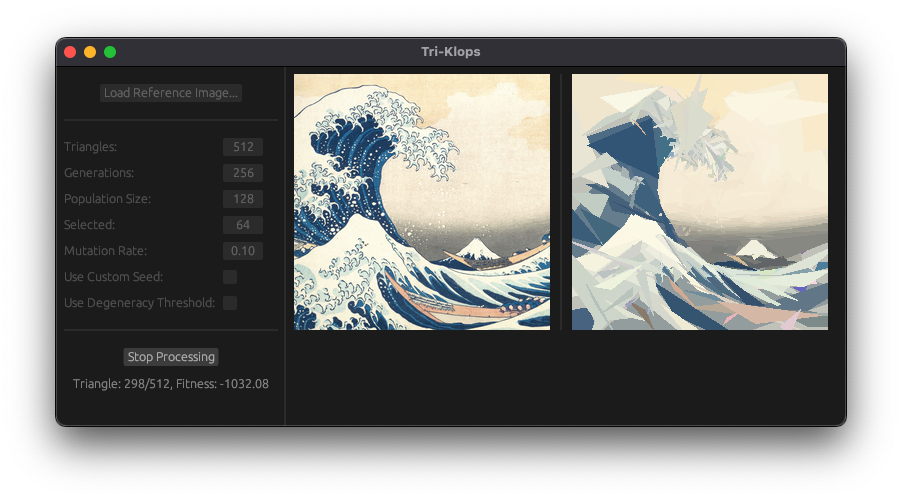 Tri-Klops
Load Reference Image...
Triangles: 512
Generations: 256
Population Size: 128
Selected: 64
Mutation Rate: 0.10
Use Custom Seed:
Use Degeneracy Threshold:
Stop Processing
Triangle: 298/512, Fitness: -1032.08